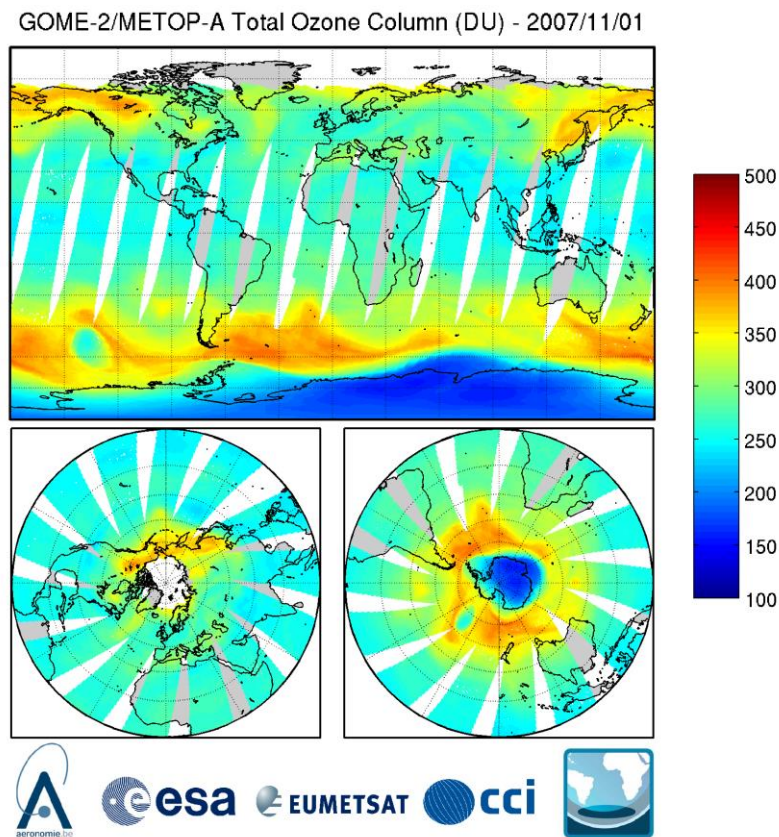 GOME-2/METOP-A Total Ozone Column (DU) - 2007/11/01
500
450
400
350
300
250
200
150
100
aeronomie.be
esa
EUMETSAT
cci